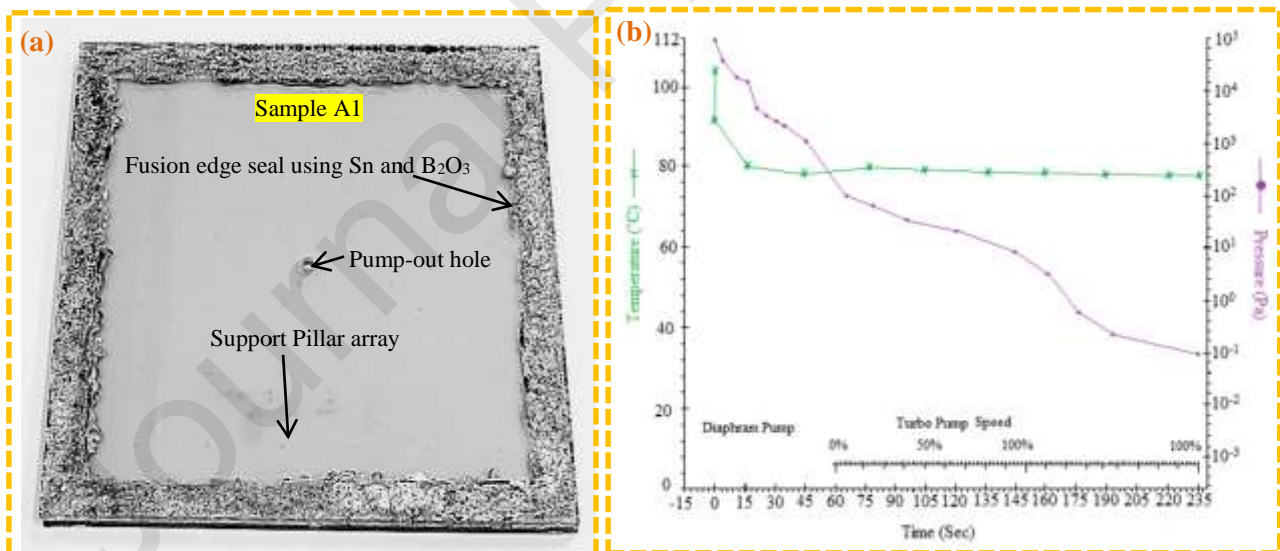 (a)
Sample A1
Fusion edge seal using Sn and B₂O₃
Pump-out hole
Support Pillar array
Journal P
(b)
112
100
80
60
40
20
0
Temperature (°C)
10⁵
10⁴
10³
10²
10¹
10⁰
10⁻¹
10⁻²
10⁻³
Pressure (Pa)
Diaphram Pump
Turbo Pump Speed
0% 50% 100% 100%
-15 0 15 30 45 60 75 90 105 120 135 145 160 175 190 205 220 235
Time (Sec)